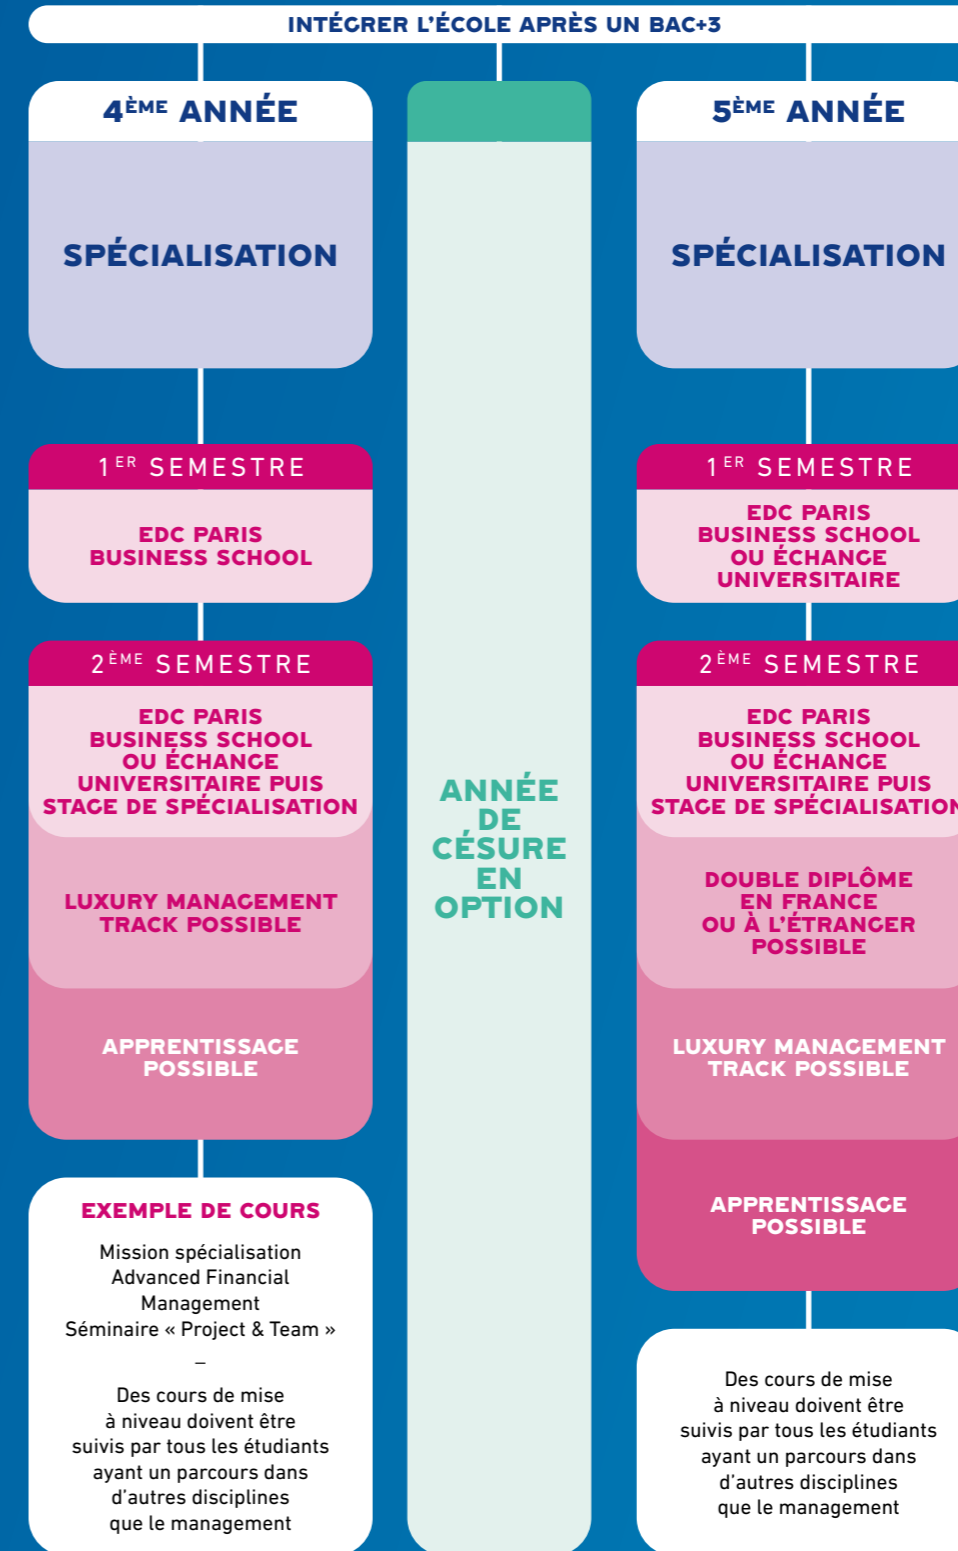 INTÉGRER L'ÉCOLE APRÈS UN BAC+3
4ÈME ANNÉE
SPÉCIALISATION
1ER SEMESTRE
EDC PARIS
BUSINESS SCHOOL
2ÈME SEMESTRE
EDC PARIS
BUSINESS SCHOOL
OU ÉCHANGE
UNIVERSITAIRE PUIS
STAGE DE SPÉCIALISATION
LUXURY MANAGEMENT
TRACK POSSIBLE
APPRENTISSAGE
POSSIBLE
EXEMPLE DE COURS
Mission spécialisation
Advanced Financial
Management
Séminaire « Project & Team »
–
Des cours de mise
à niveau doivent être
suivis par tous les étudiants
ayant un parcours dans
d'autres disciplines
que le management
ANNÉE
DE
CÉSURE
EN
OPTION
5ÈME ANNÉE
SPÉCIALISATION
1ER SEMESTRE
EDC PARIS
BUSINESS SCHOOL
OU ÉCHANGE
UNIVERSITAIRE
2ÈME SEMESTRE
EDC PARIS
BUSINESS SCHOOL
OU ÉCHANGE
UNIVERSITAIRE PUIS
STAGE DE SPÉCIALISATION
DOUBLE DIPLÔME
EN FRANCE
OU À L'ÉTRANGER
POSSIBLE
LUXURY MANAGEMENT
TRACK POSSIBLE
APPRENTISSAGE
POSSIBLE
Des cours de mise
à niveau doivent être
suivis par tous les étudiants
ayant un parcours dans
d'autres disciplines
que le management